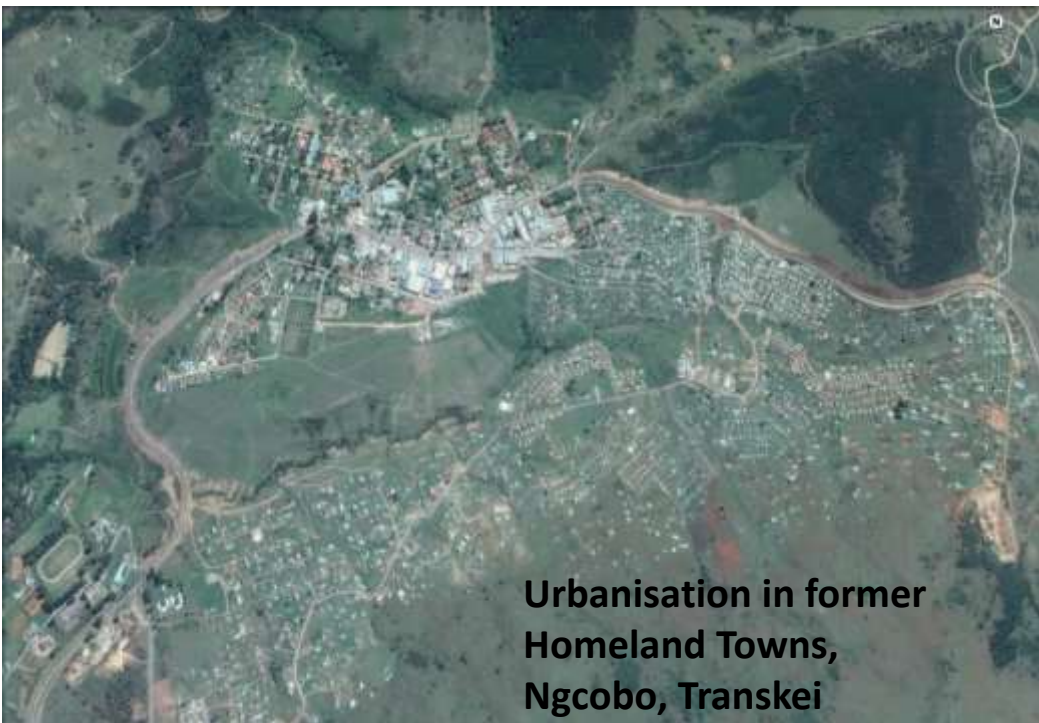 N
Urbanisation in former
Homeland Towns,
Ngcobo, Transkei